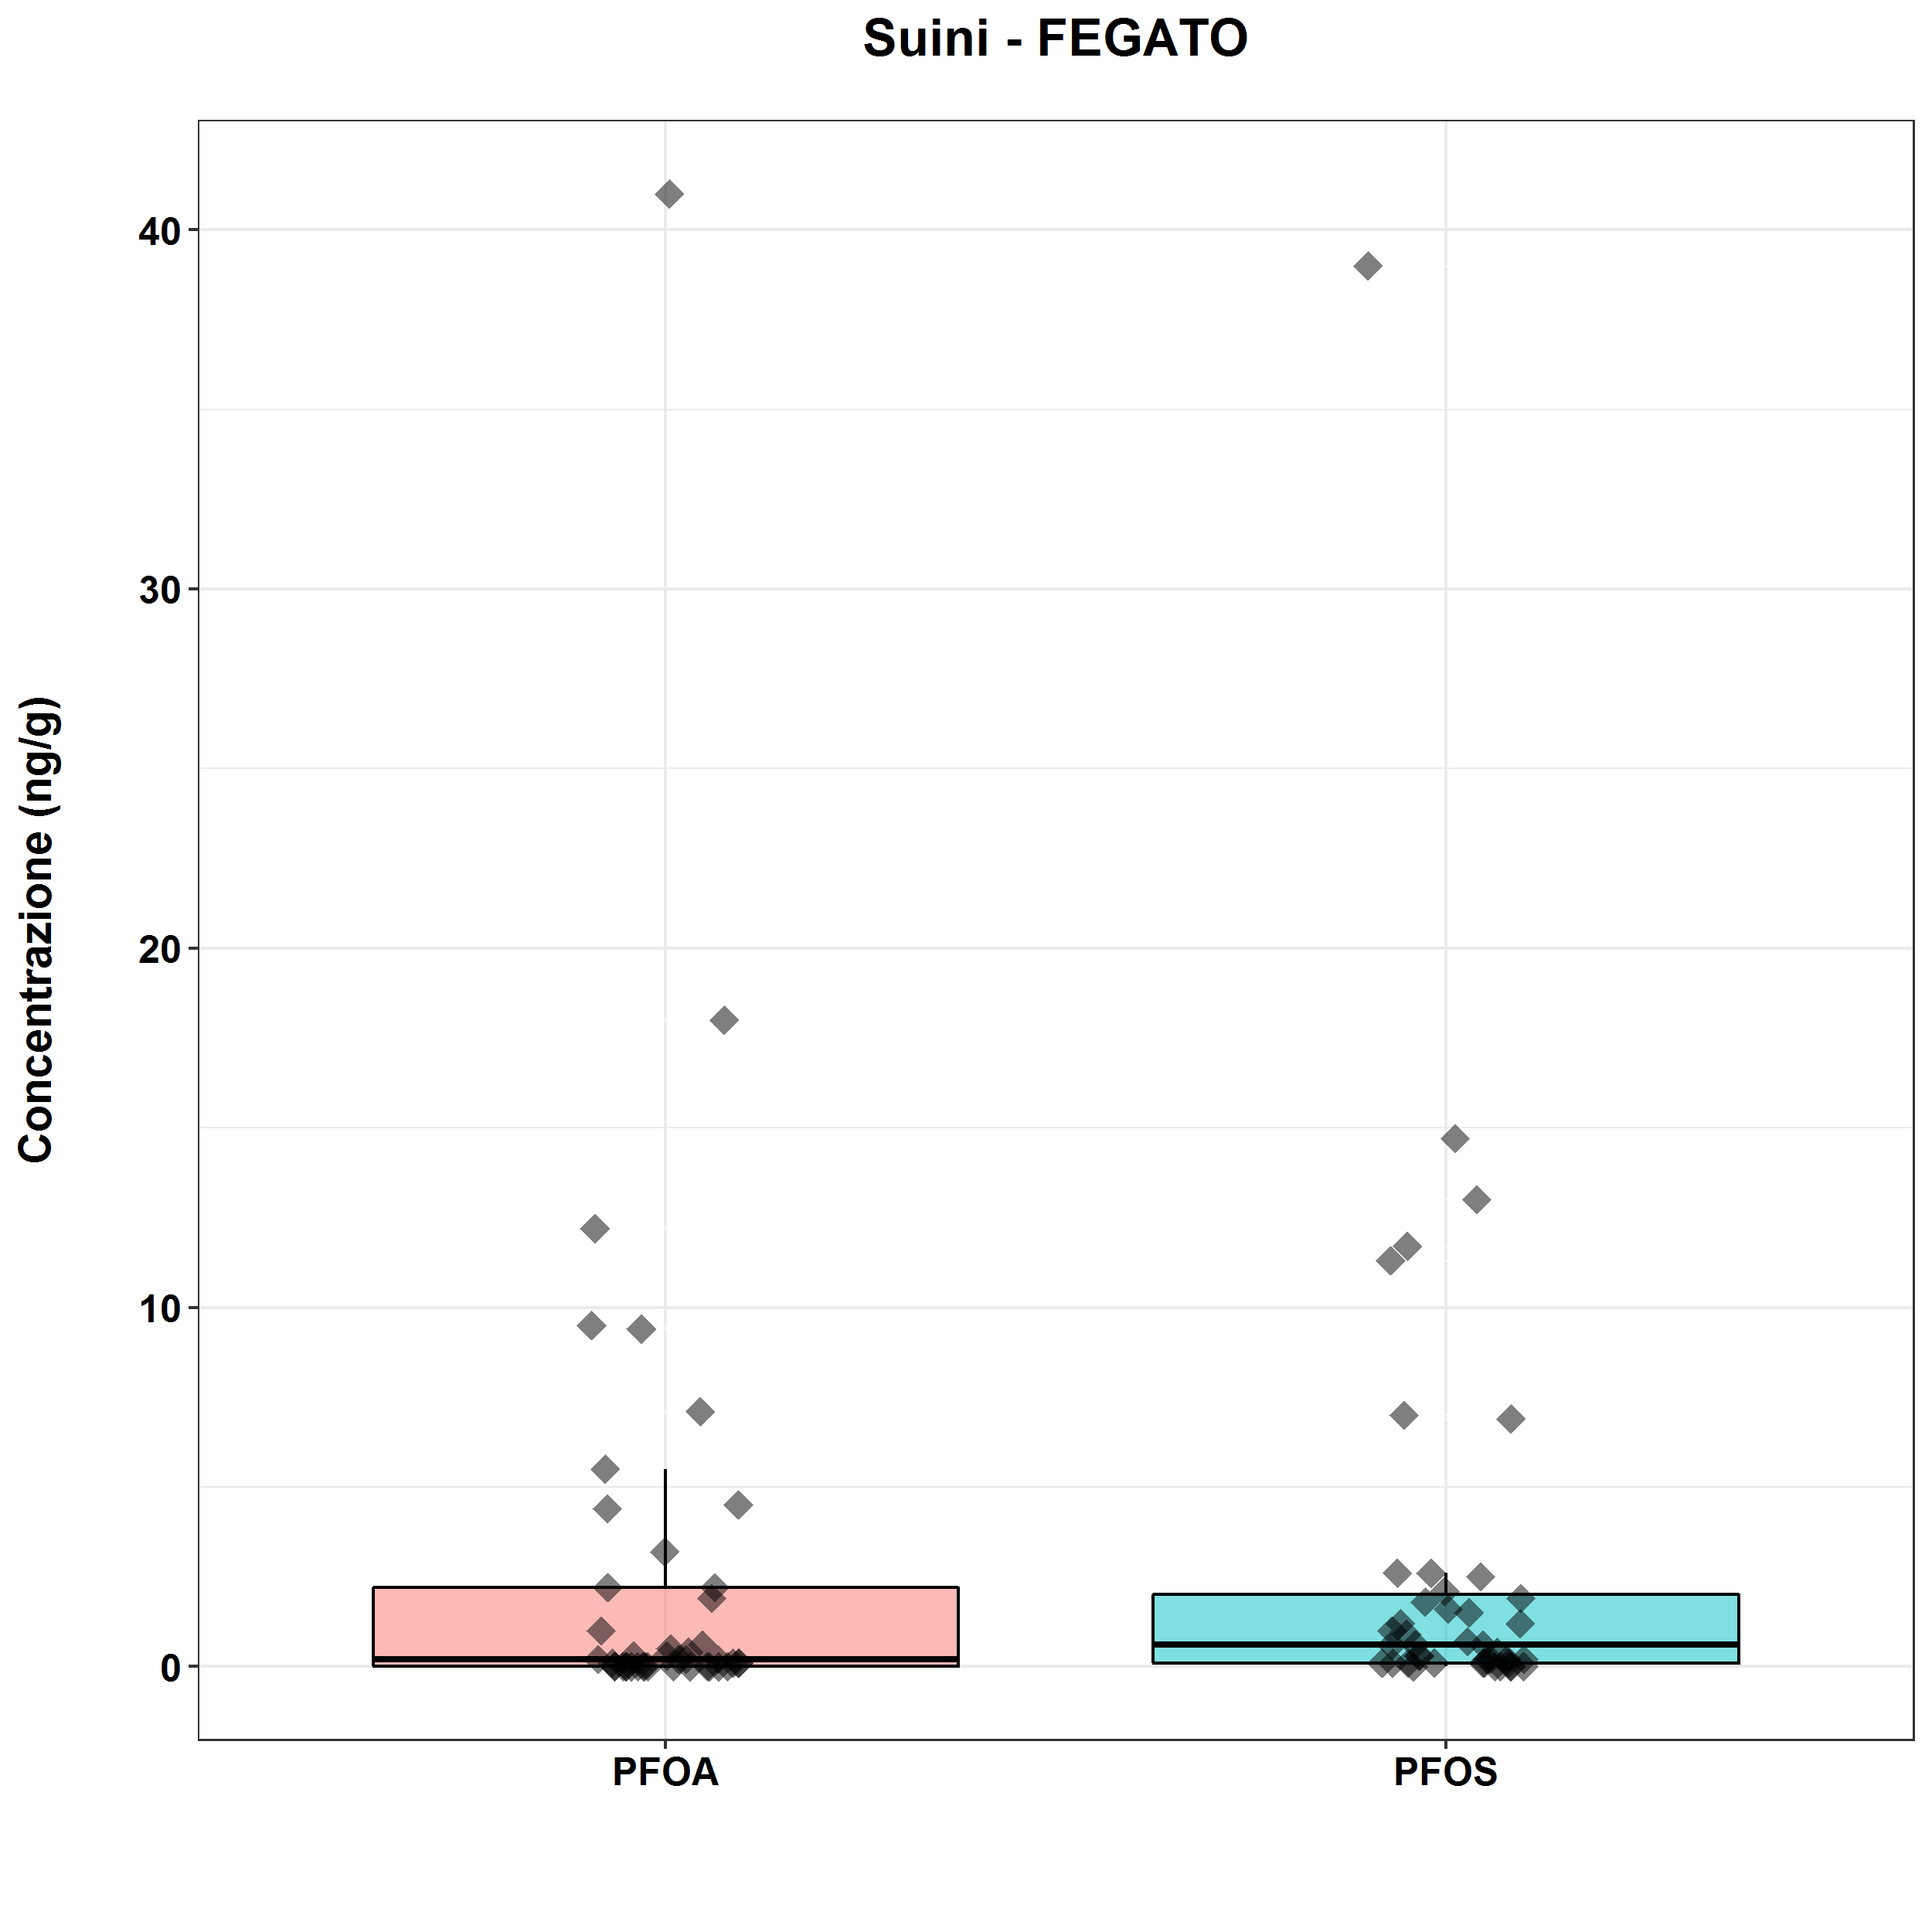 Suini - FEGATO
Concentrazione (ng/g)
40
30
20
10
0
PFOA
PFOS